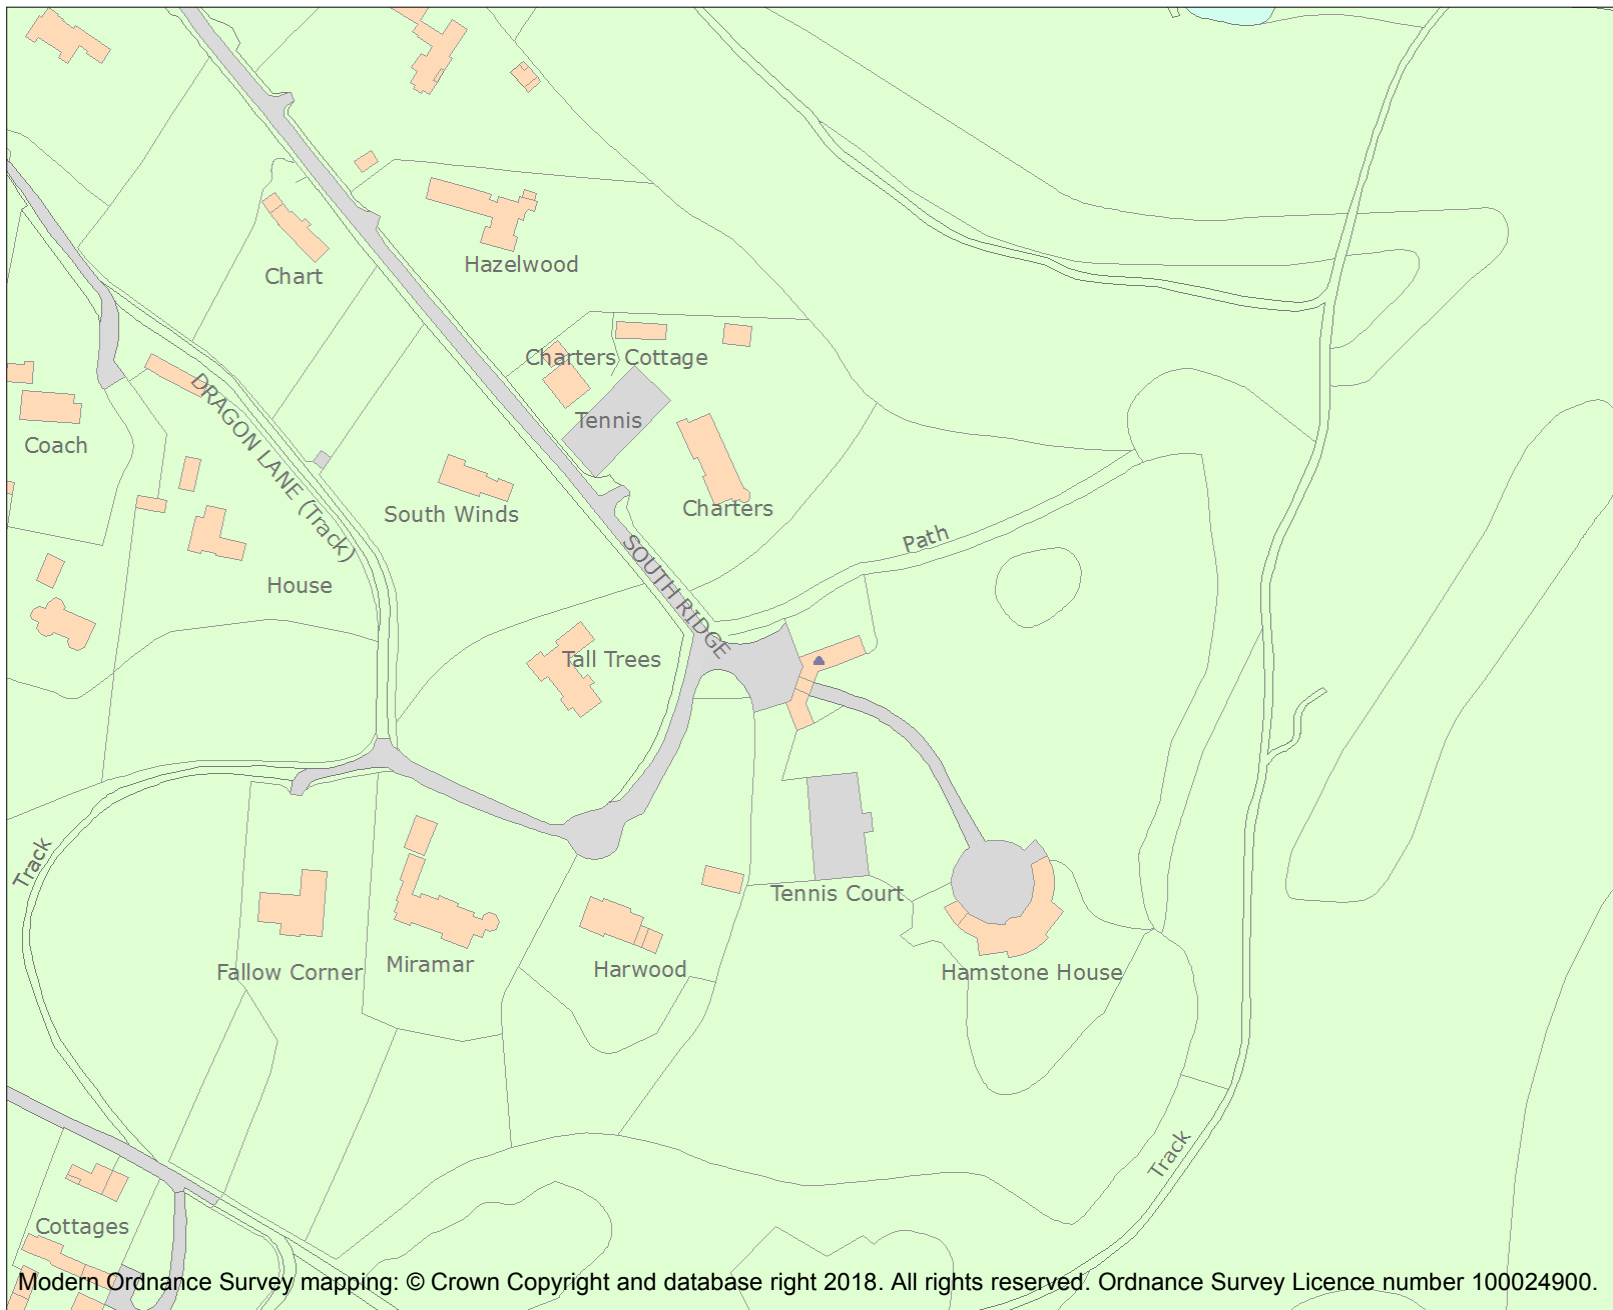 Hazelwood
Chart
Charters Cottage
Tennis
DRAGON LANE (Track)
Coach
South Winds
Charters
Path
SOUTH RIDGE
House
Tall Trees
Track
Tennis Court
Fallow Corner
Miramar
Harwood
Hamstone House
Track
Cottages
Modern Ordnance Survey mapping: © Crown Copyright and database right 2018. All rights reserved. Ordnance Survey Licence number 100024900.